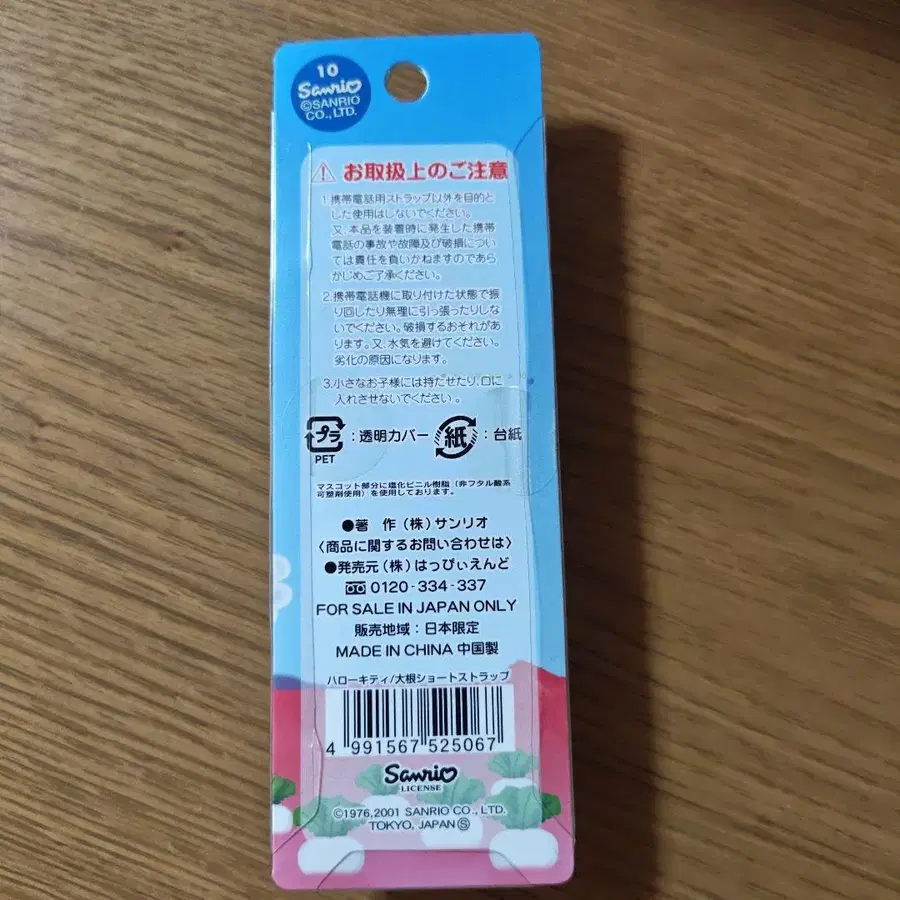 10
Sanrio
©SANRIO
CO.,LTD.
お取扱上のご注意
1.携帯電話用ストラップ以外を目的と
した使用はしないでください。
又、本品を装着時に発生した携帯
電話の事故や故障及び破損につい
ては責任を負いかねますのであら
かじめご了承ください。
2.携帯電話機に取り付けた状態で振
り回したり無理に引っ張ったりしな
いでください。破損するおそれがあ
ります。又、水気を避けてください。
劣化の原因になります。
3.小さなお子様には持たせたり、口に
入れさせないでください。
プラ:透明カバー 紙:台紙
PET
マスコット部分に塩化ビニル樹脂(非フタル酸系
可塑剤使用)を使用しております。
●著 作(株)サンリオ
〈商品に関するお問い合わせは〉
●発売元(株)はっぴぃえんど
0120-334-337
FOR SALE IN JAPAN ONLY
販売地域:日本限定
MADE IN CHINA 中国製
ハローキティ/大根ショートストラップ
4 991567 525067
Sanrio
LICENSE
©1976,2001 SANRIO CO., LTD.
TOKYO, JAPAN Ⓢ